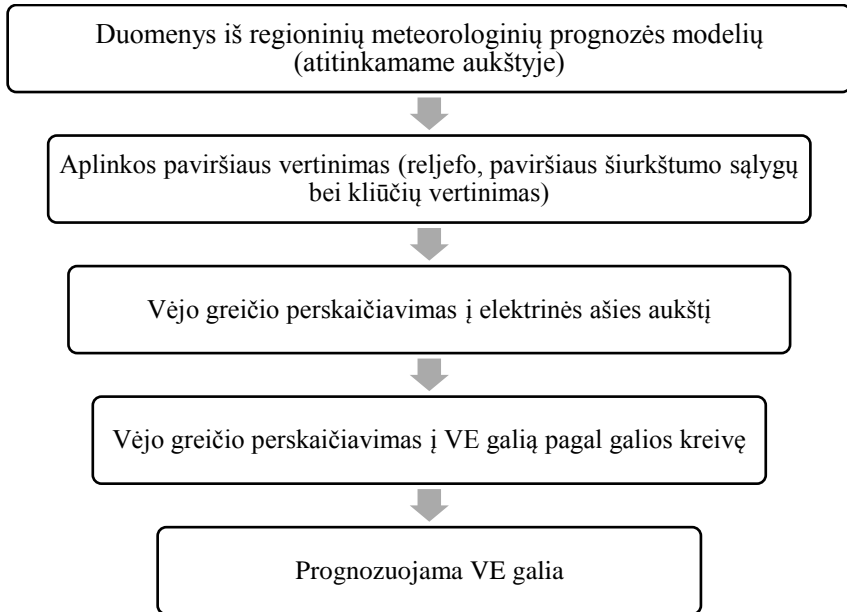 Duomenys iš regioninių meteorologinių prognozės modelių
(atitinkamame aukštyje)
Aplinkos paviršiaus vertinimas (reljefo, paviršiaus šiurkštumo sąlygų
bei kliūčių vertinimas)
Vėjo greičio perskaičiavimas į elektrinės ašies aukštį
Vėjo greičio perskaičiavimas į VE galią pagal galios kreivę
Prognozuojama VE galia